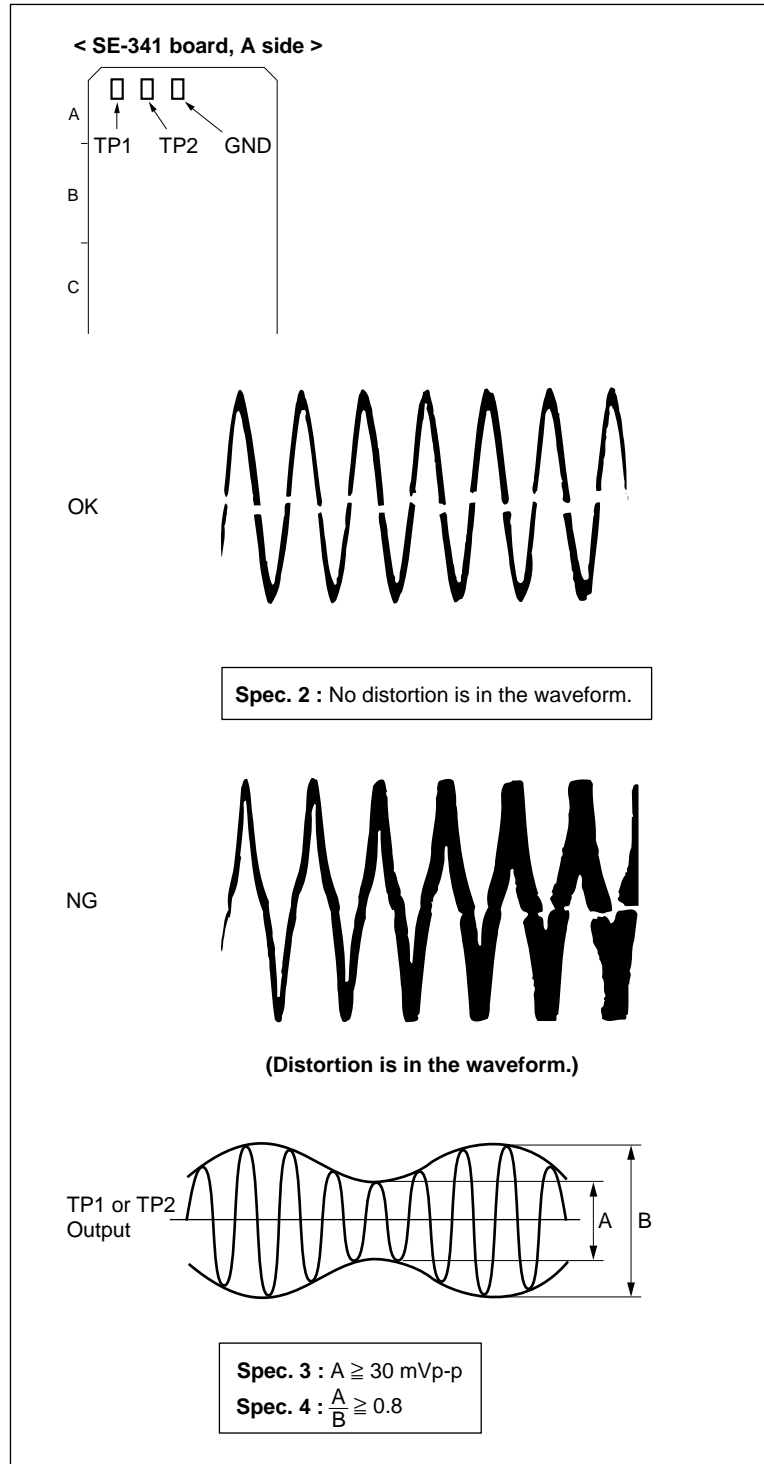 < SE-341 board, A side >
A
TP1 TP2 GND
B
C
OK
Spec. 2 : No distortion is in the waveform.
NG
(Distortion is in the waveform.)
TP1 or TP2
Output
A B
Spec. 3 : A ≧ 30 mVp-p
Spec. 4 : A/B ≧ 0.8